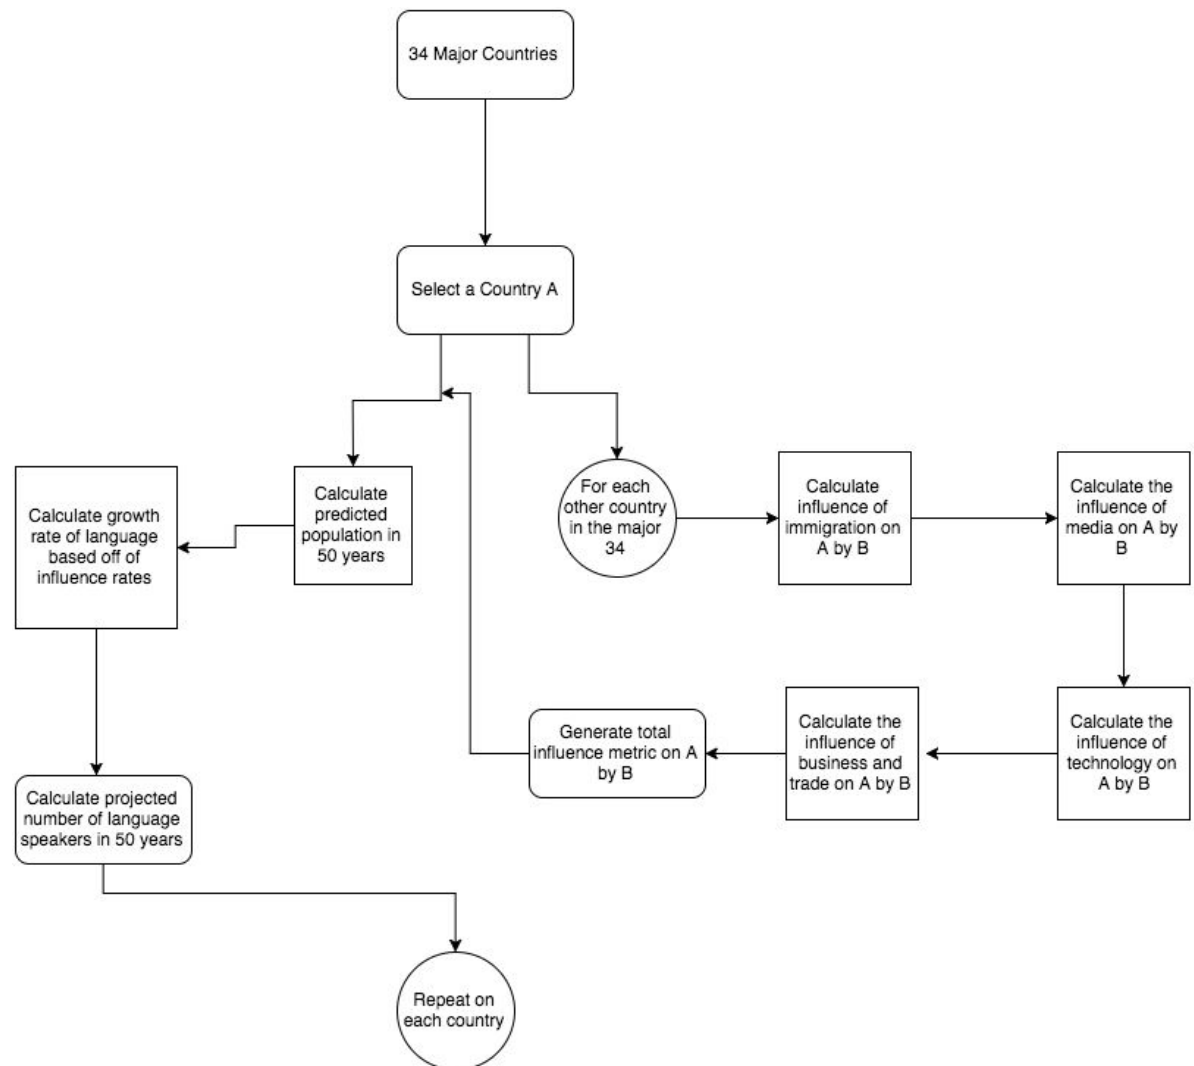 34 Major Countries
Select a Country A
For each
other country
in the major
34
Calculate
influence of
immigration on
A by B
Calculate the
influence of
media on A by
B
Calculate the
influence of
technology on
A by B
Calculate the
influence of
business and
trade on A by B
Generate total
influence metric on A
by B
Calculate
predicted
population in
50 years
Calculate growth
rate of language
based off of
influence rates
Calculate projected
number of language
speakers in 50 years
Repeat on
each country